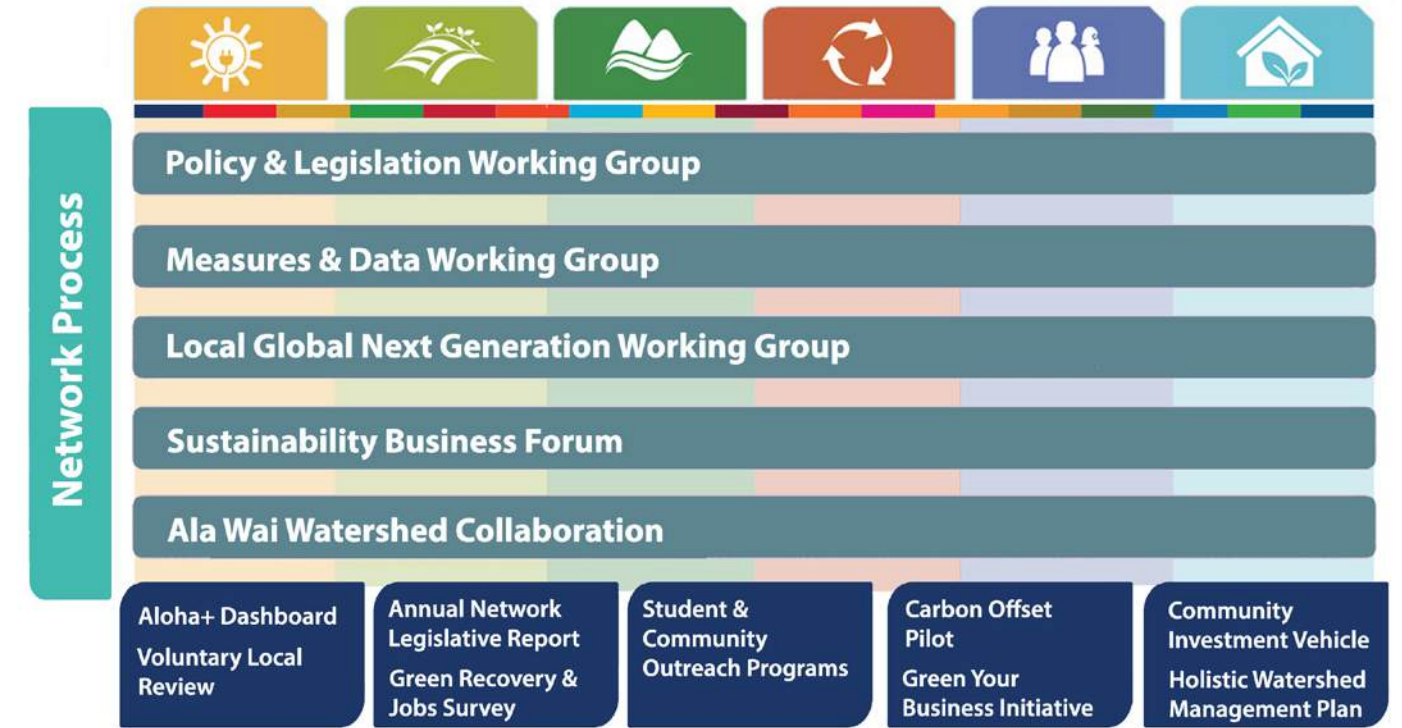 Network Process
Policy & Legislation Working Group
Measures & Data Working Group
Local Global Next Generation Working Group
Sustainability Business Forum
Ala Wai Watershed Collaboration
Aloha+ Dashboard
Voluntary Local
Review
Annual Network
Legislative Report
Green Recovery &
Jobs Survey
Student &
Community
Outreach Programs
Carbon Offset
Pilot
Green Your
Business Initiative
Community
Investment Vehicle
Holistic Watershed
Management Plan